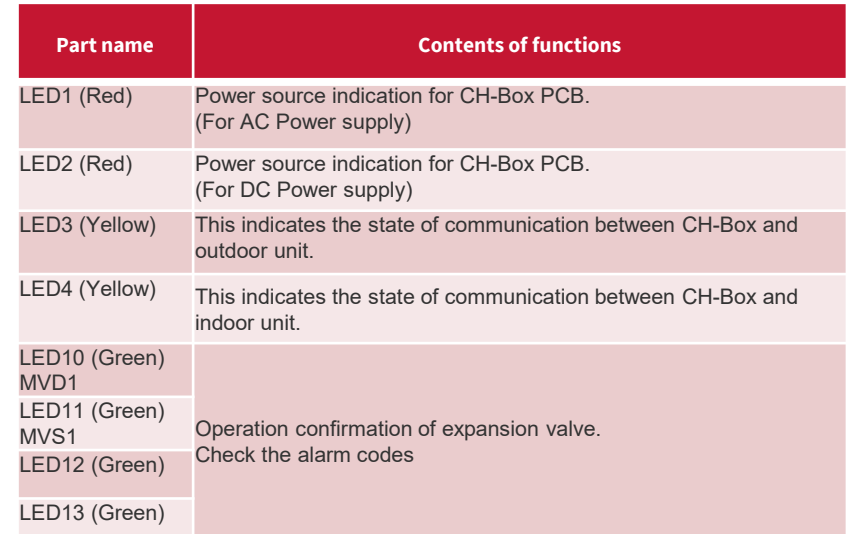 Part name
Contents of functions
LED1 (Red)
Power source indication for CH-Box PCB.
(For AC Power supply)
LED2 (Red)
Power source indication for CH-Box PCB.
(For DC Power supply)
LED3 (Yellow)
This indicates the state of communication between CH-Box and
outdoor unit.
LED4 (Yellow)
This indicates the state of communication between CH-Box and
indoor unit.
LED10 (Green)
MVD1
LED11 (Green)
MVS1
LED12 (Green)
LED13 (Green)
Operation confirmation of expansion valve.
Check the alarm codes